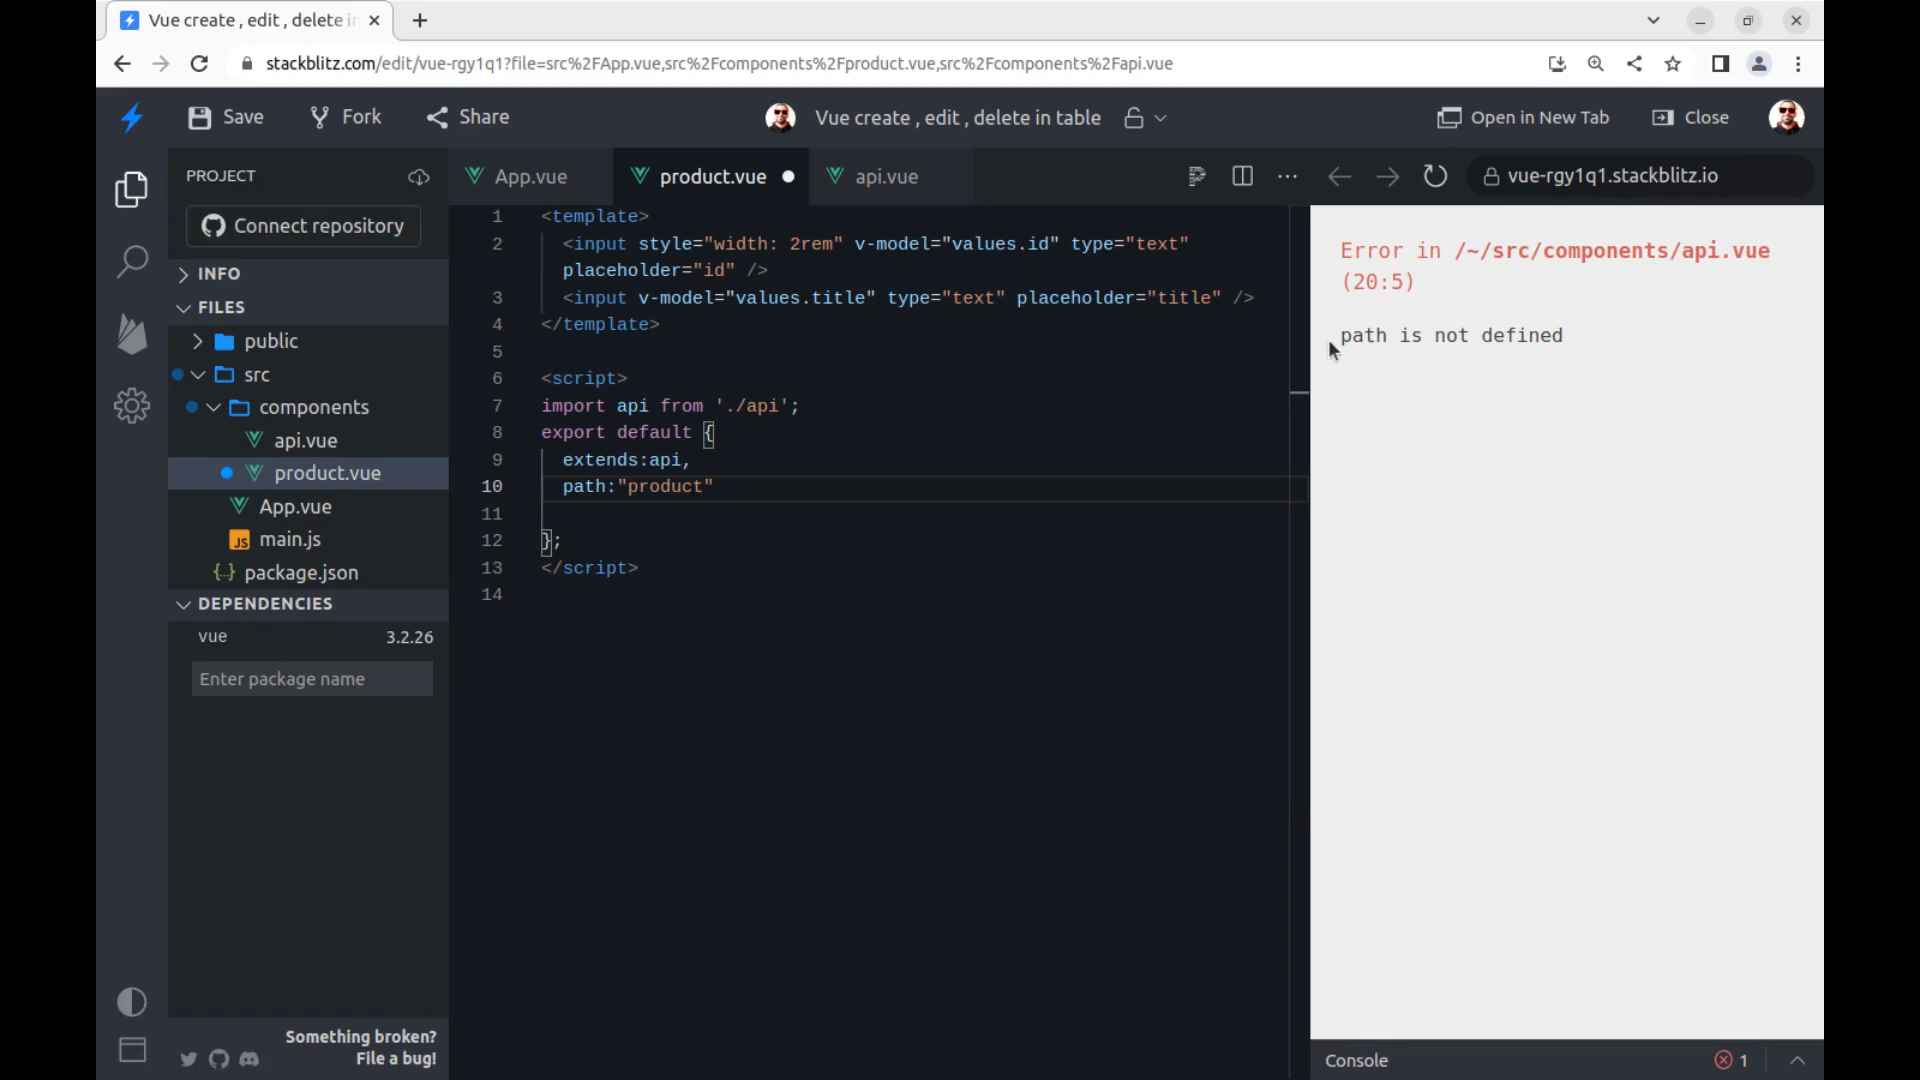 Vue create , edit , delete in
stackblitz.com/edit/vue-rgy1q1?file=src%2FApp.vue,src%2Fcomponents%2Fproduct.vue,src%2Fcomponents%2Fapi.vue
Save
Fork
Share
Vue create , edit , delete in table
Open in New Tab
Close
PROJECT
Connect repository
INFO
FILES
public
src
components
api.vue
product.vue
App.vue
JS main.js
{..} package.json
DEPENDENCIES
vue 3.2.26
Enter package name
Something broken?
File a bug!
App.vue
product.vue
api.vue
1 <template>
2 <input style="width: 2rem" v-model="values.id" type="text"
placeholder="id" />
3 <input v-model="values.title" type="text" placeholder="title" />
4 </template>
5
6 <script>
7 import api from './api';
8 export default {
9 extends:api,
10 path:"product"
11
12 };
13 </script>
14
vue-rgy1q1.stackblitz.io
Error in /~/src/components/api.vue
(20:5)
path is not defined
Console
1